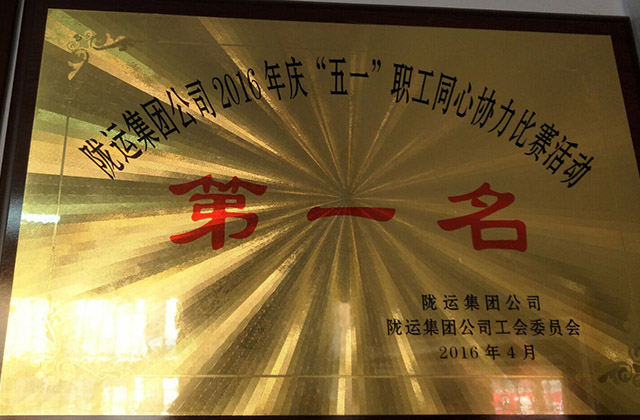 陇运集团公司2016年庆“五一”职工同心协力比赛活动
第一名
陇运集团公司
陇运集团公司工会委员会
2016年4月